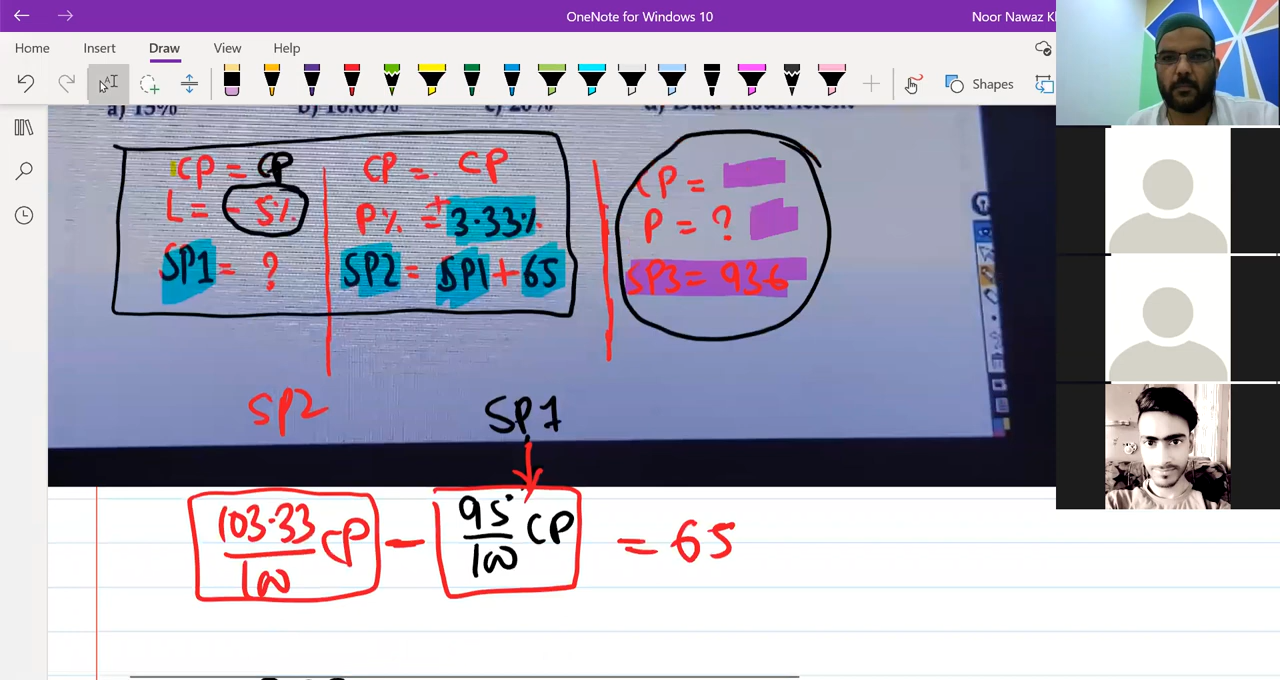 OneNote for Windows 10
Noor Nawaz Kh
Home Insert Draw View Help
Shapes
a) 15% b) 16.66% c) 20% d) Data insufficient
CP = CP
L = - 5%
SP1 = ?
CP = CP
P% = + 3.33%
SP2 = SP1 + 65
CP =
P = ?
SP3 = 936
SP2 SP1
103.33/100 CP - 95/100 CP = 65